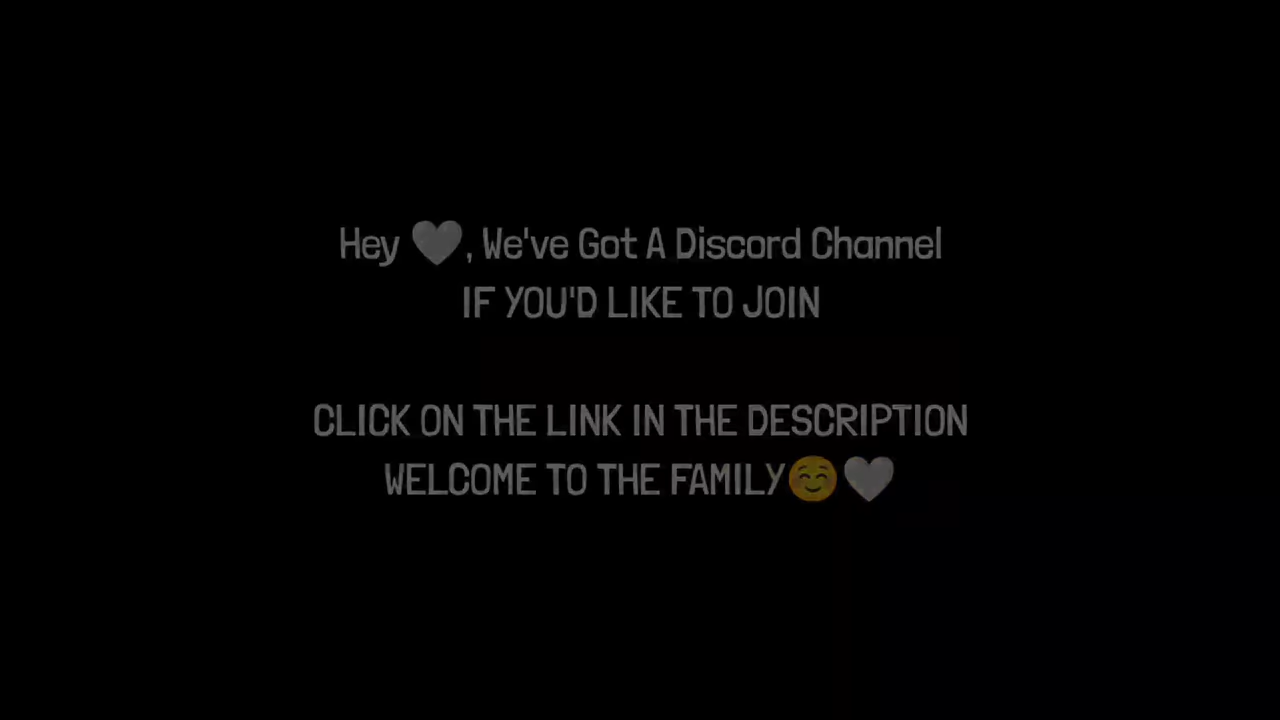 Hey 🤍, We've Got A Discord Channel
IF YOU'D LIKE TO JOIN
CLICK ON THE LINK IN THE DESCRIPTION
WELCOME TO THE FAMILY☺️🤍